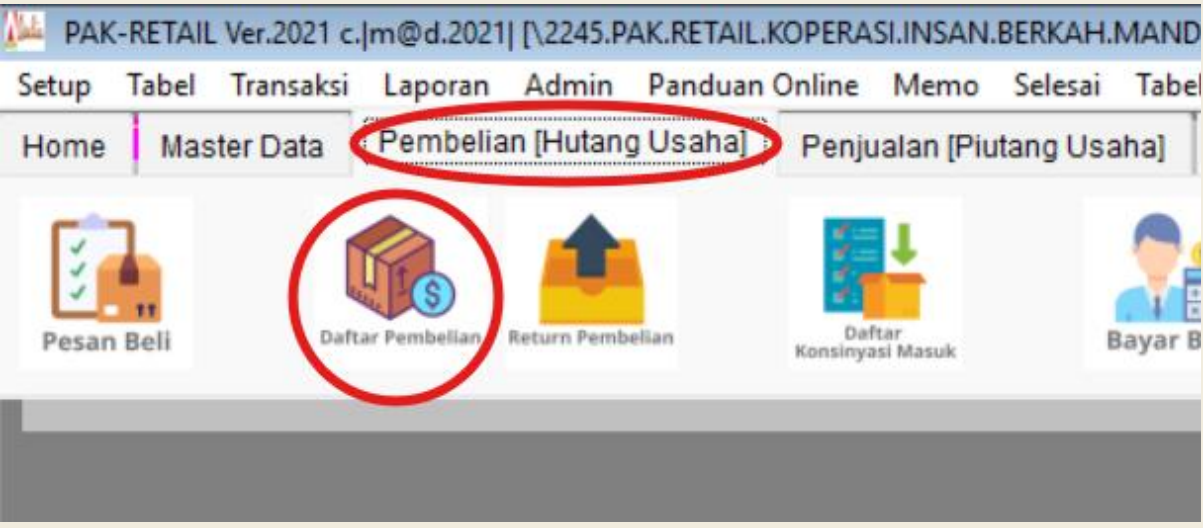 PAK-RETAIL Ver.2021 c.|m@d.2021| [\2245.PAK.RETAIL.KOPERASI.INSAN.BERKAH.MAND
Setup Tabel Transaksi Laporan Admin Panduan Online Memo Selesai Tabel
Home Master Data Pembelian [Hutang Usaha] Penjualan [Piutang Usaha]
Pesan Beli
Daftar Pembelian
Return Pembelian
Daftar
Konsinyasi Masuk
Bayar B